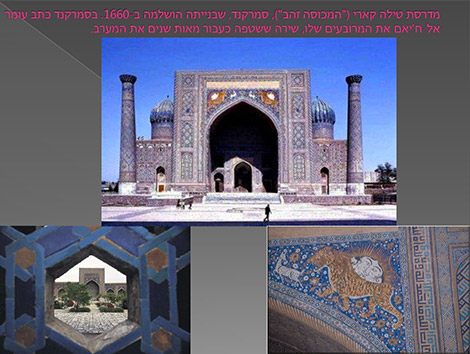 מדרסת טילה קארי ("המכוסה זהב"), סמרקנד, שבנייתה הושלמה ב-1660. בסמרקנד כתב עומר
אל ח'יאם את המרובעים שלו, שירה ששטפה כעבור מאות שנים את המערב.